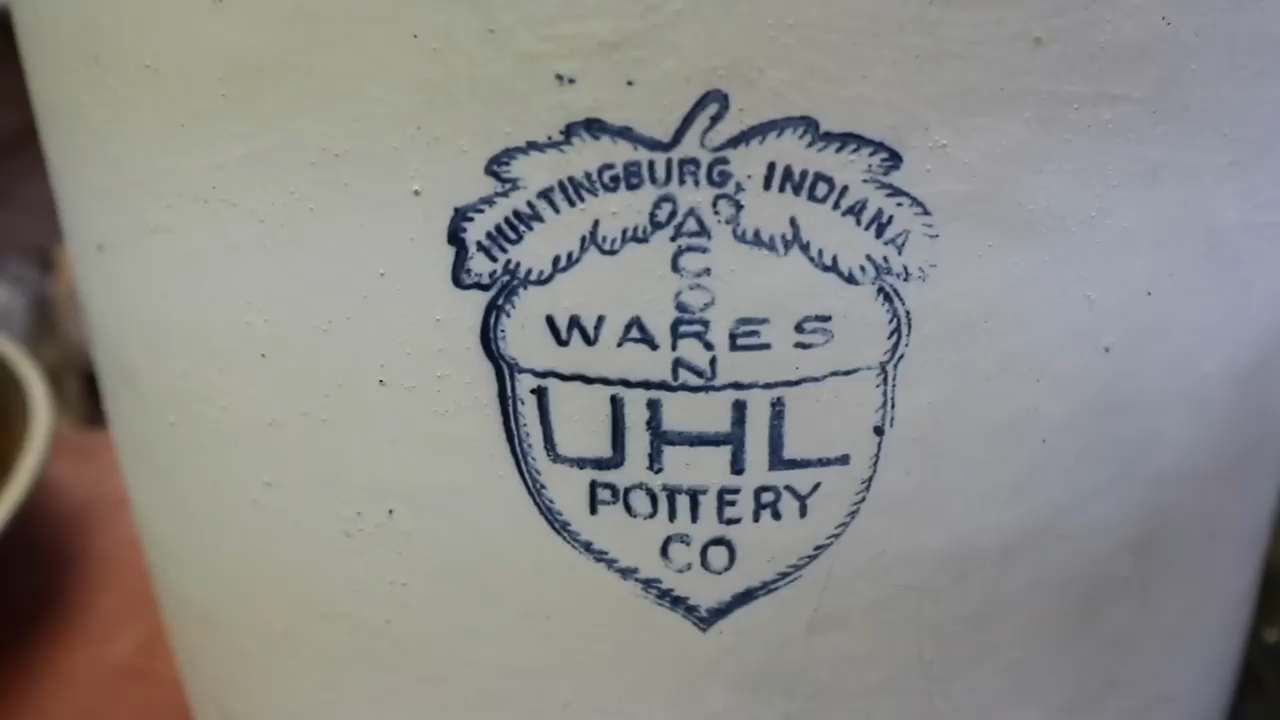 HUNTINGBURG, INDIANA
ACORN
WARES
UHL
POTTERY
CO